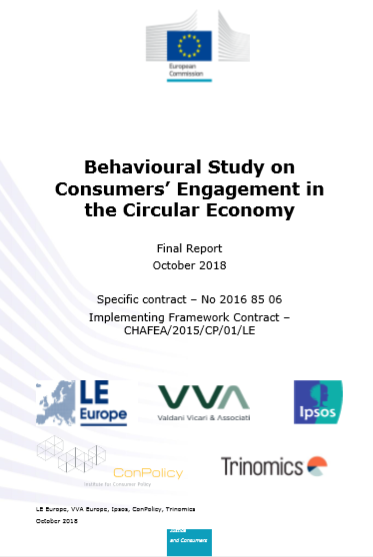 European
Commission
Behavioural Study on
Consumers' Engagement in
the Circular Economy
Final Report
October 2018
Specific contract – No 2016 85 06
Implementing Framework Contract –
CHAFEA/2015/CP/01/LE
LE
Europe
VVA
Valdani Vicari & Associati
Ipsos
ConPolicy
Institute for Consumer Policy
Trinomics
LE Europe, VVA Europe, Ipsos, ConPolicy, Trinomics
October 2018
Justice
and Consumers